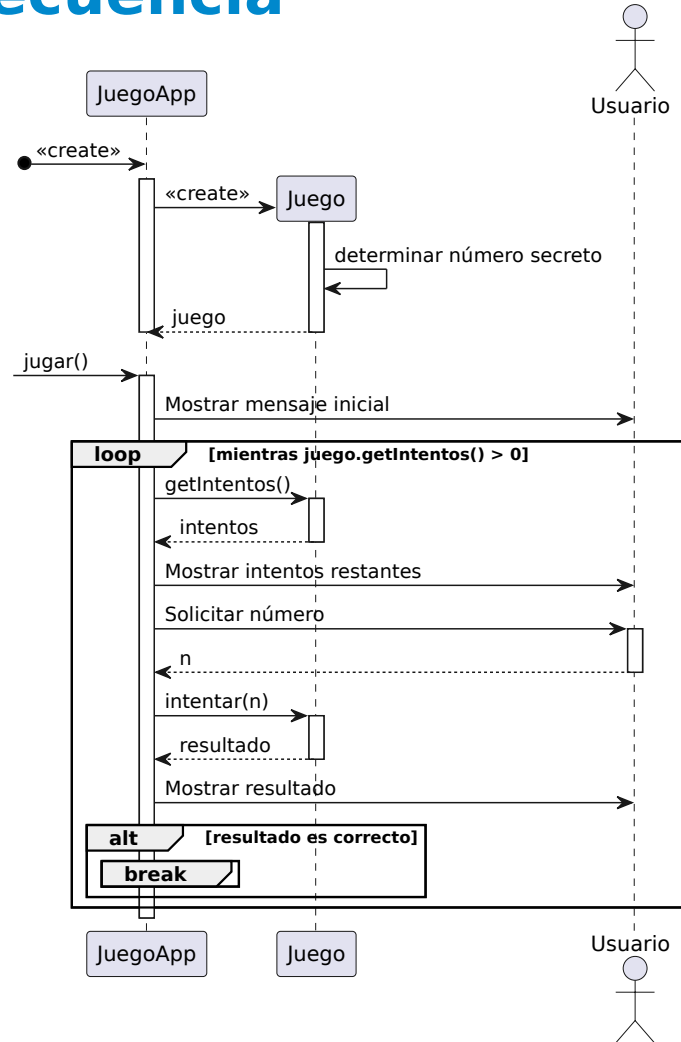 ecuencia
Usuario
JuegoApp
«create»
«create»
Juego
determinar número secreto
juego
jugar()
Mostrar mensaje inicial
loop [mientras juego.getIntentos() > 0]
getIntentos()
intentos
Mostrar intentos restantes
Solicitar número
n
intentar(n)
resultado
Mostrar resultado
alt [resultado es correcto]
break
JuegoApp Juego Usuario